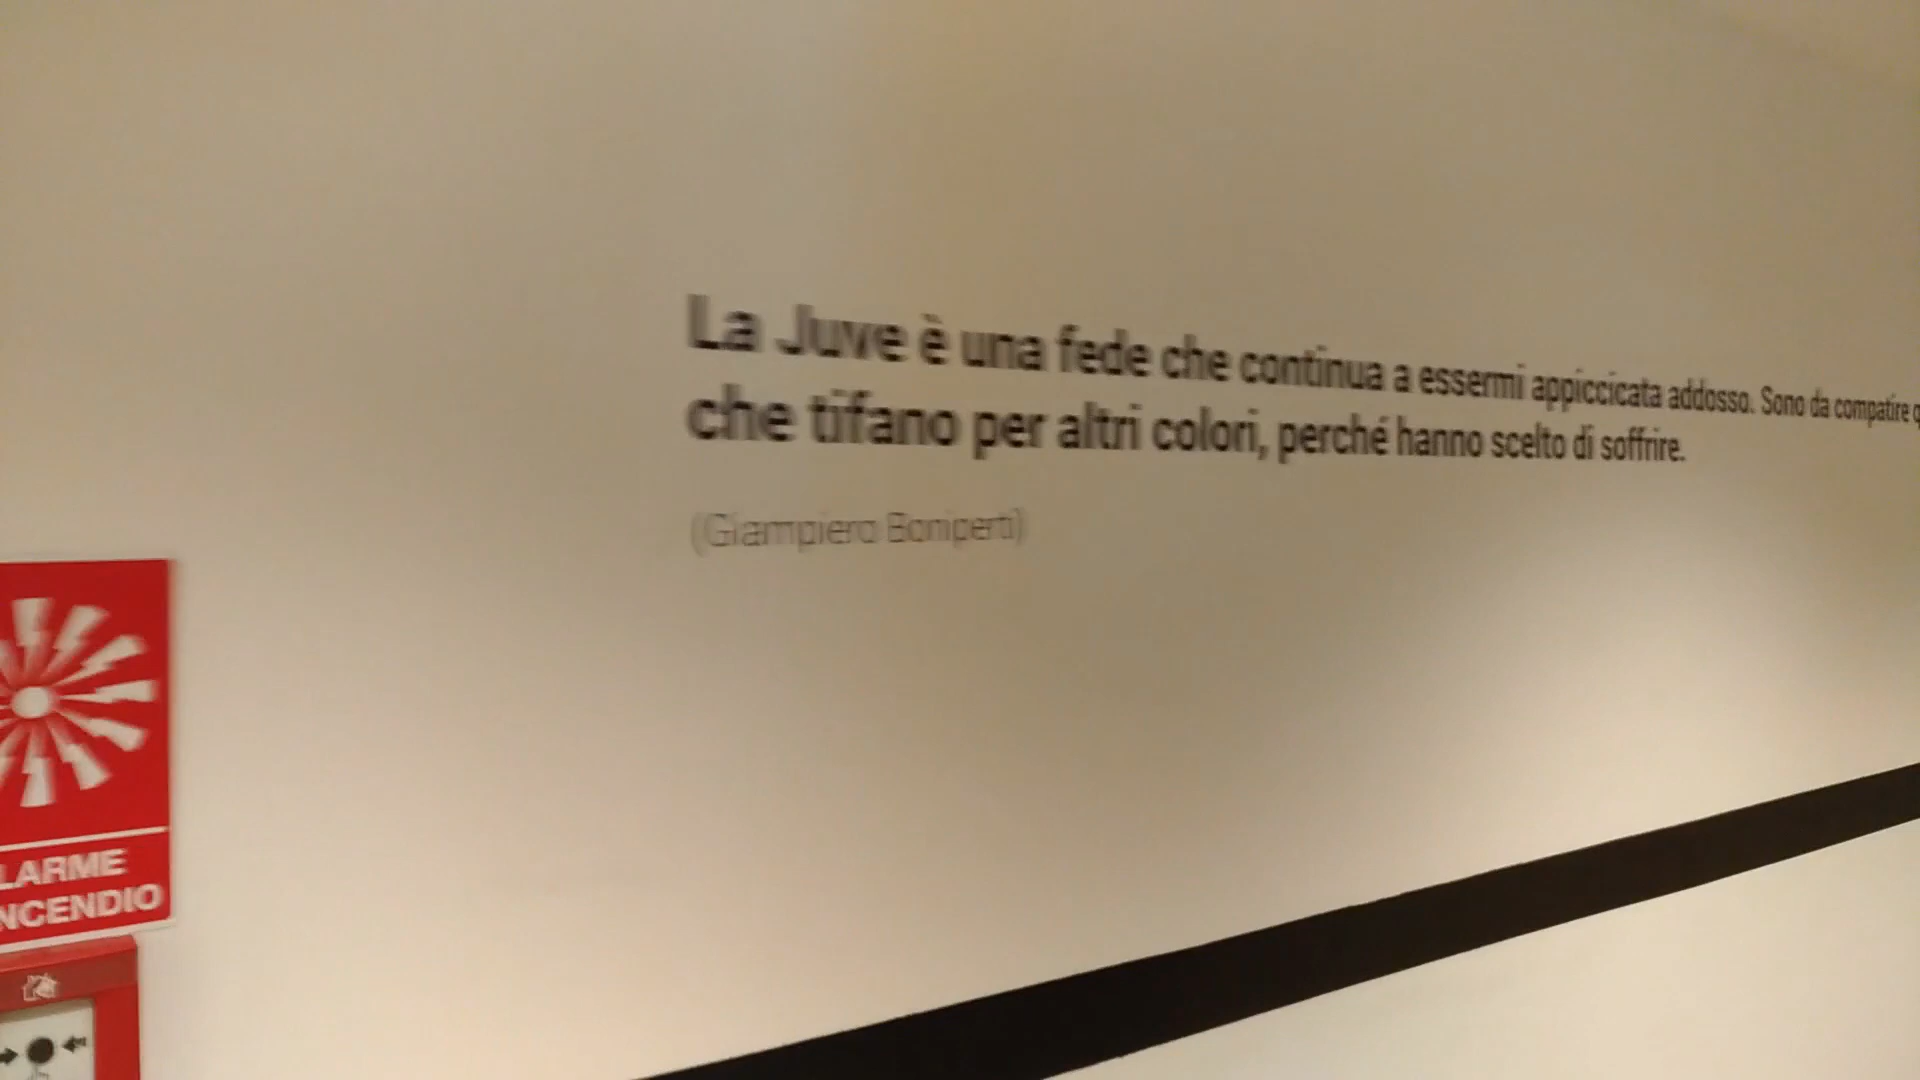 La Juve è una fede che continua a essermi appiccicata addosso. Sono da compatire
che tifano per altri colori, perché hanno scelto di soffrire.
(Giampiero Boniperti)
LARME
NCENDIO